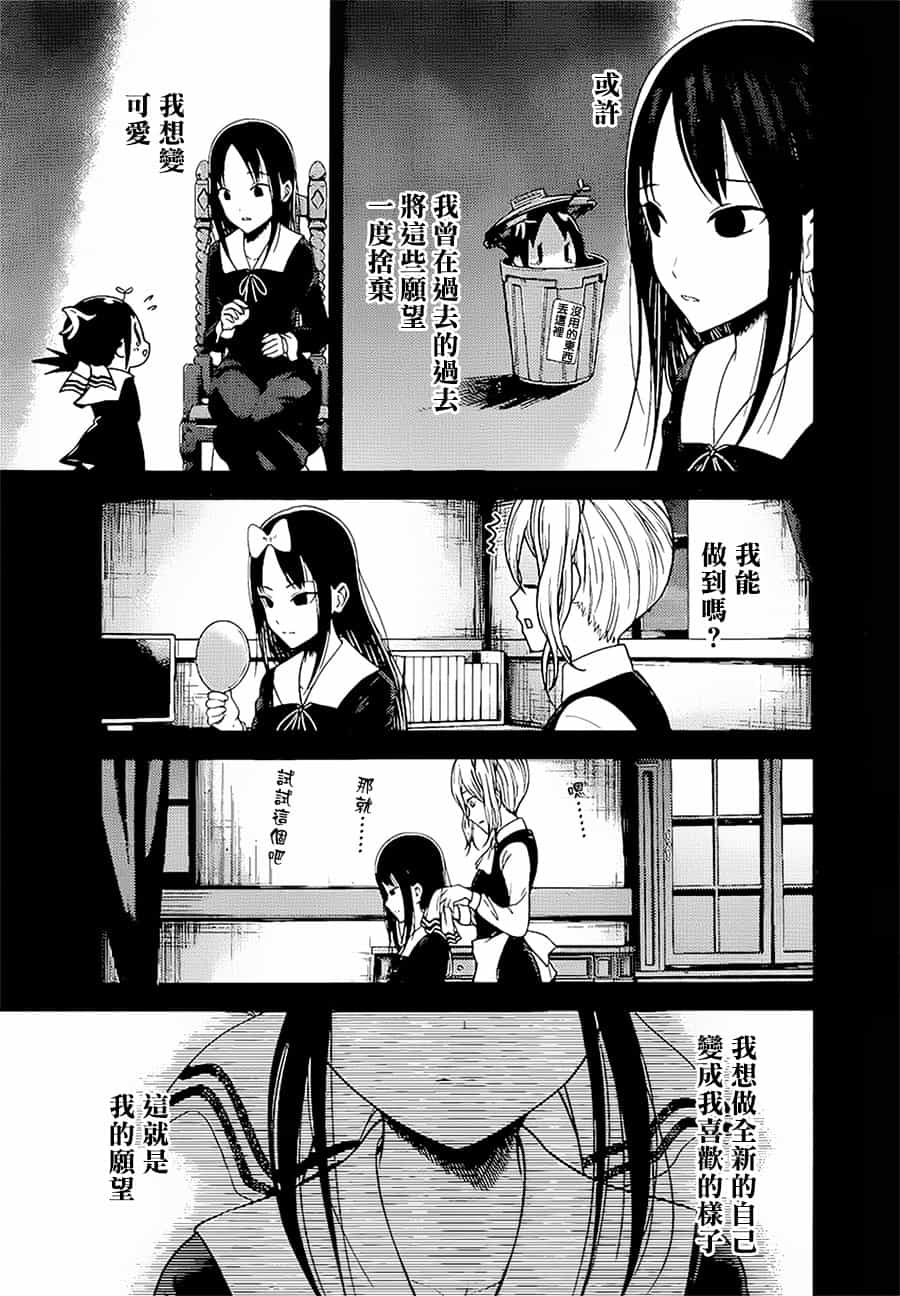 或許
沒用的東西
丟這裡
我曾在過去的過去
將這些願望
一度捨棄
我想變
可愛
我能
做到嗎？
嗯……
那就……
試試這個吧
我想做全新的自己
變成我喜歡的樣子
這就是
我的願望